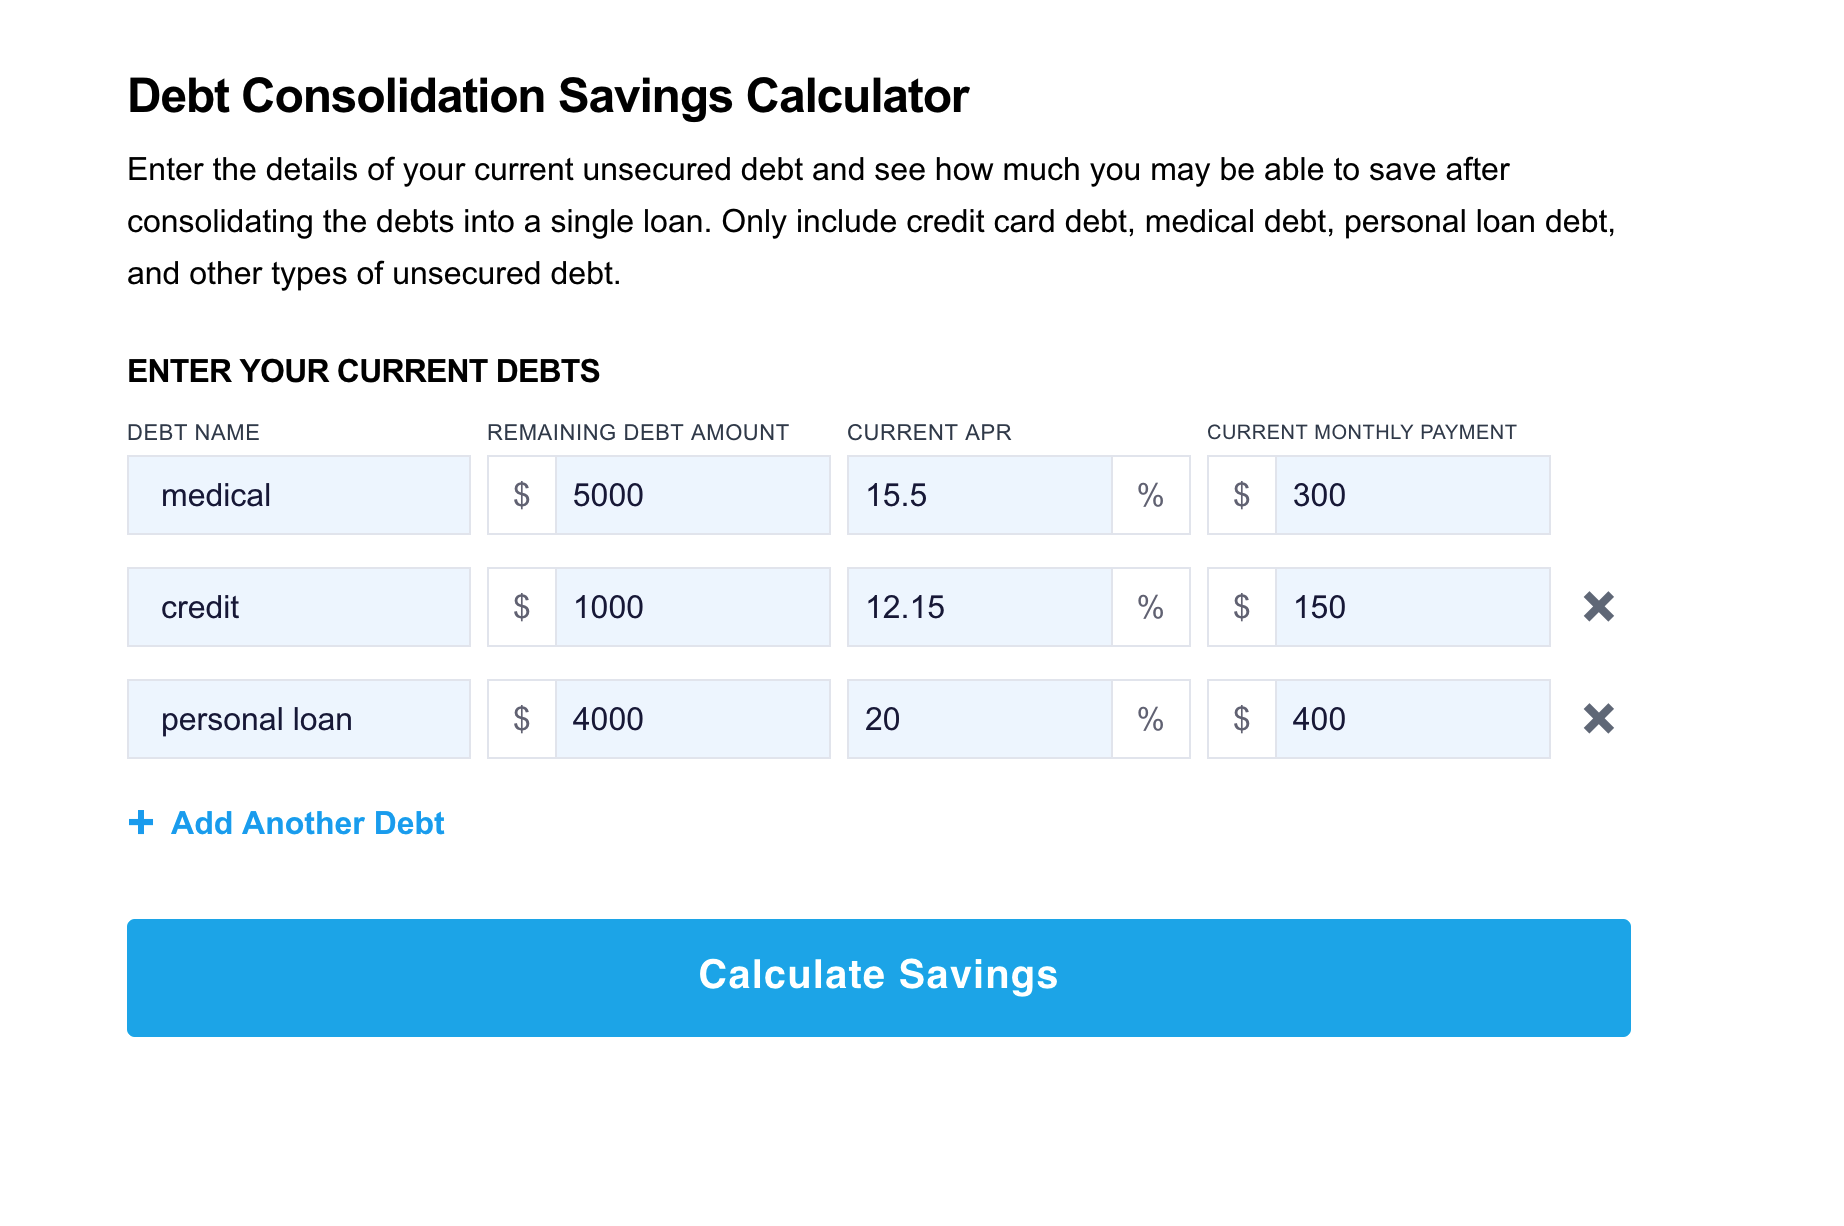 Debt Consolidation Savings Calculator
Enter the details of your current unsecured debt and see how much you may be able to save after
consolidating the debts into a single loan. Only include credit card debt, medical debt, personal loan debt,
and other types of unsecured debt.
ENTER YOUR CURRENT DEBTS
DEBT NAME REMAINING DEBT AMOUNT CURRENT APR CURRENT MONTHLY PAYMENT
medical $ 5000 15.5 % $ 300
credit $ 1000 12.15 % $ 150
personal loan $ 4000 20 % $ 400
+ Add Another Debt
Calculate Savings